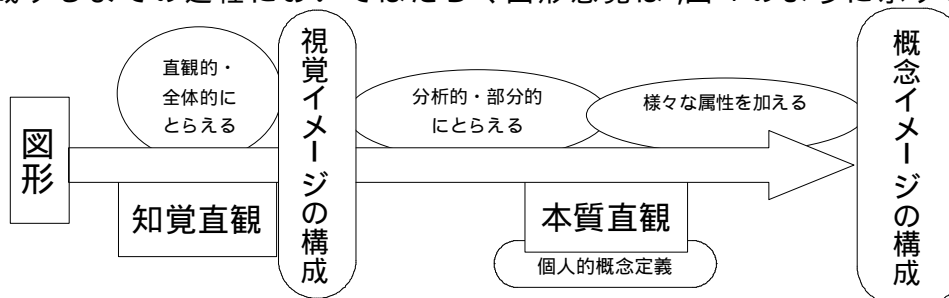 図形
直観的・
全体的に
とらえる
知覚直観
視覚イメージの構成
分析的・部分的
にとらえる
様々な属性を加える
本質直観
個人的概念定義
概念イメージの構成